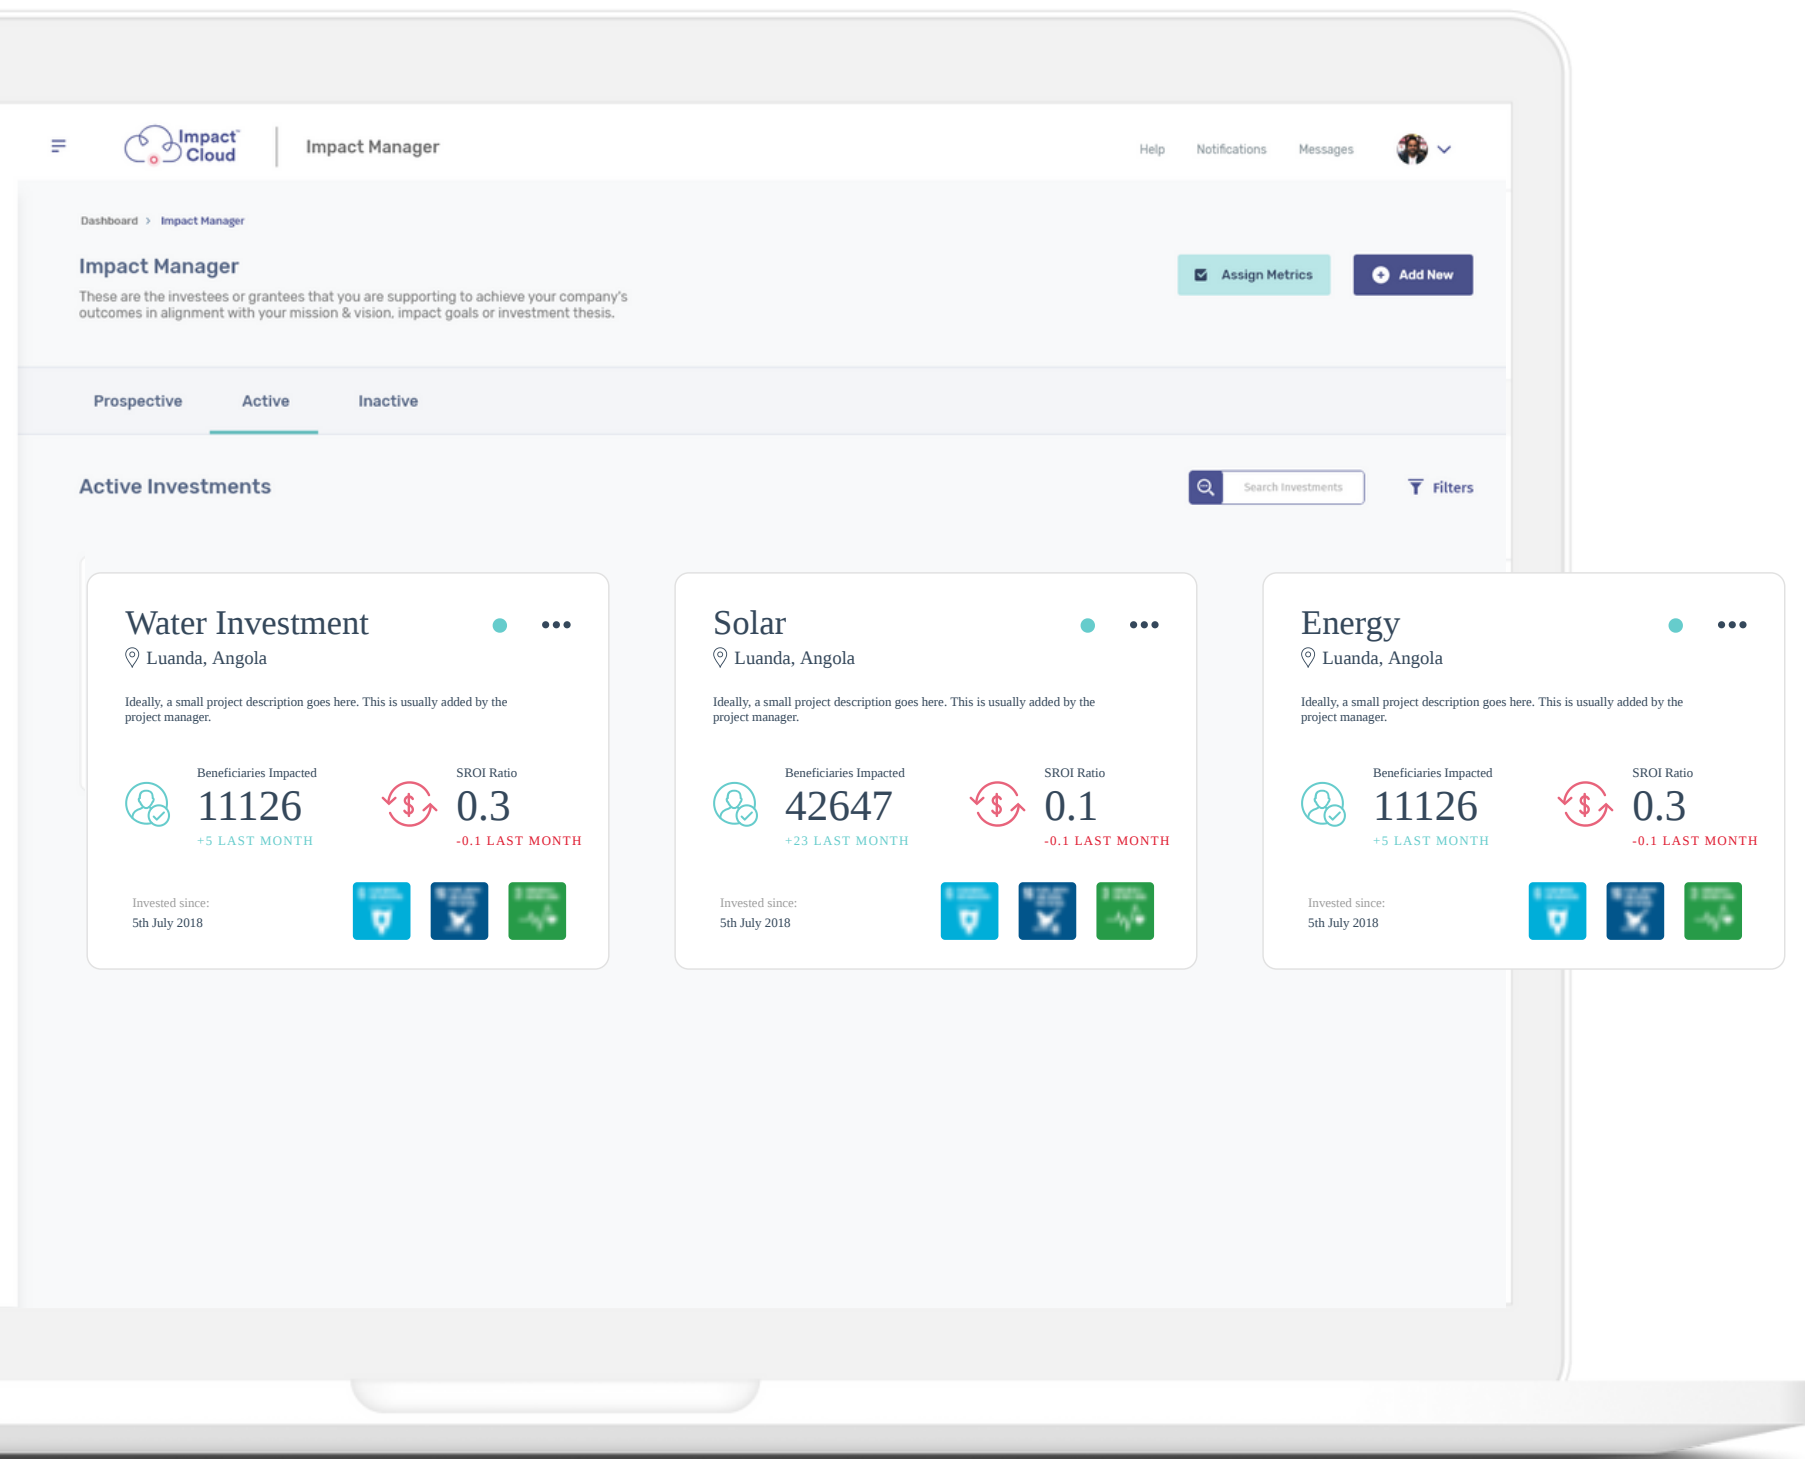 Impact
Cloud
Impact Manager
Help
Notifications
Messages
Dashboard > Impact Manager
Impact Manager
These are the investees or grantees that you are supporting to achieve your company's
outcomes in alignment with your mission & vision, impact goals or investment thesis.
Assign Metrics
Add New
Prospective
Active
Inactive
Active Investments
Search Investments
Filters
Water Investment
Luanda, Angola
Ideally, a small project description goes here. This is usually added by the
project manager.
Beneficiaries Impacted
11126
+5 LAST MONTH
SROI Ratio
0.3
-0.1 LAST MONTH
Invested since:
5th July 2018
Solar
Luanda, Angola
Ideally, a small project description goes here. This is usually added by the
project manager.
Beneficiaries Impacted
42647
+23 LAST MONTH
SROI Ratio
0.1
-0.1 LAST MONTH
Invested since:
5th July 2018
Energy
Luanda, Angola
Ideally, a small project description goes here. This is usually added by the
project manager.
Beneficiaries Impacted
11126
+5 LAST MONTH
SROI Ratio
0.3
-0.1 LAST MONTH
Invested since:
5th July 2018